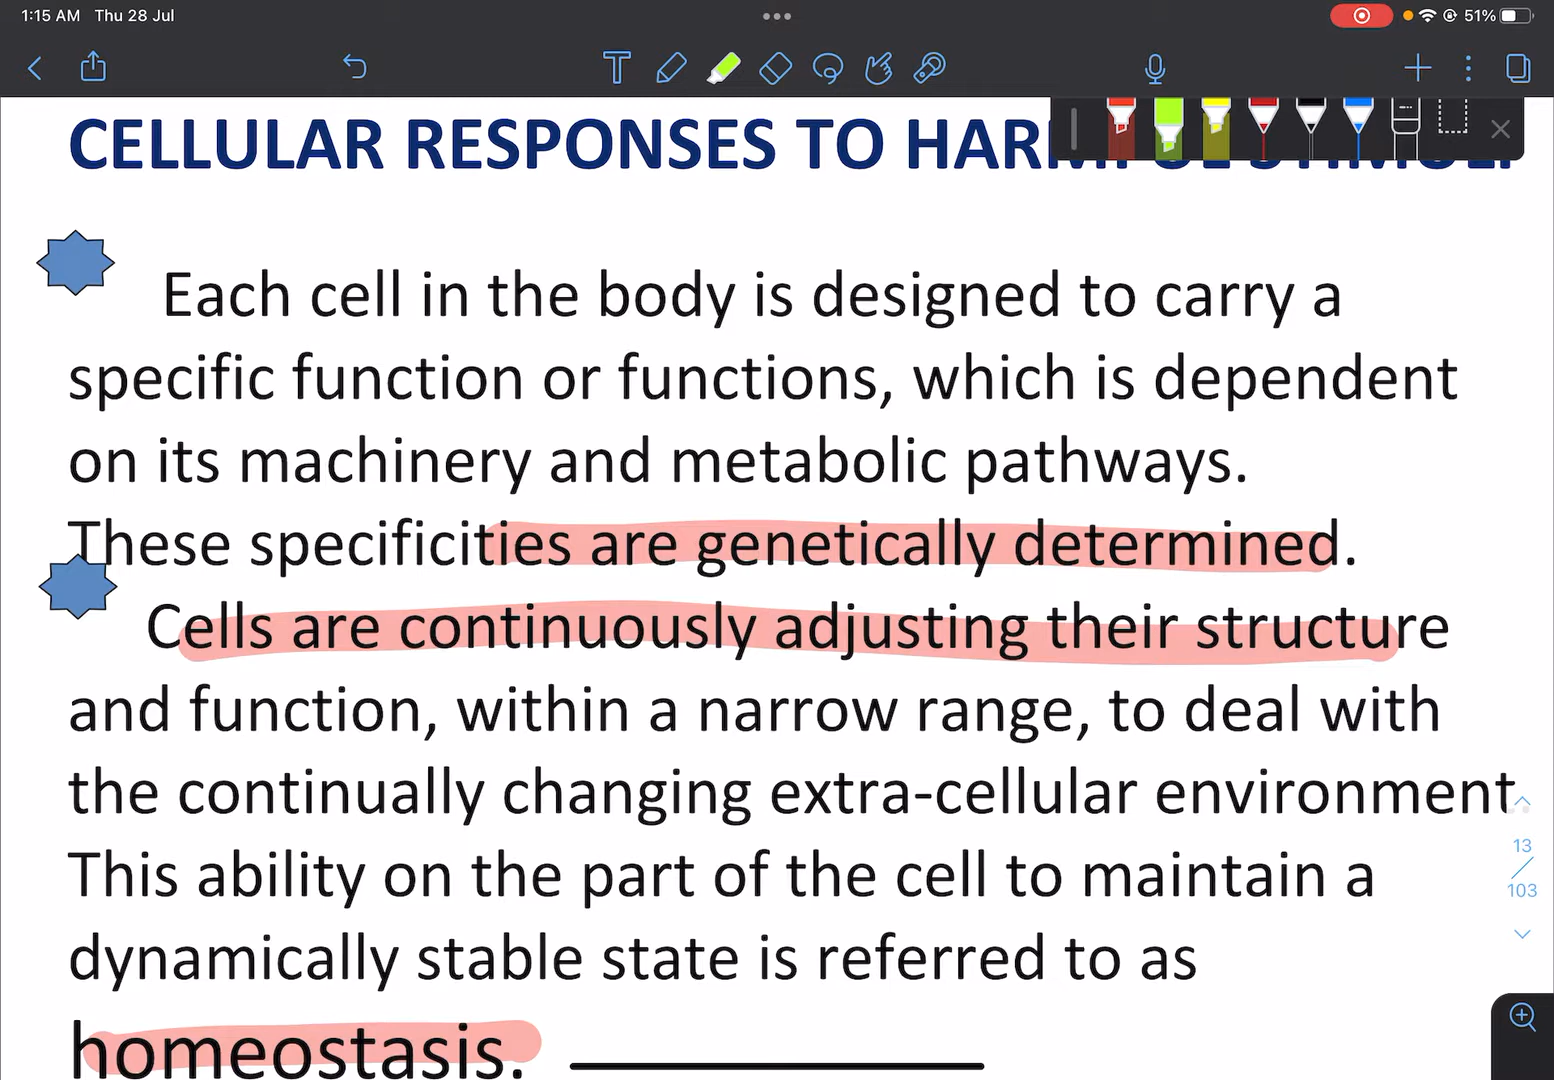 1:15 AM Thu 28 Jul
51%
CELLULAR RESPONSES TO HARMFUL STIMULI
Each cell in the body is designed to carry a
specific function or functions, which is dependent
on its machinery and metabolic pathways.
These specificities are genetically determined.
Cells are continuously adjusting their structure
and function, within a narrow range, to deal with
the continually changing extra-cellular environment.
This ability on the part of the cell to maintain a
dynamically stable state is referred to as
homeostasis.
13
103